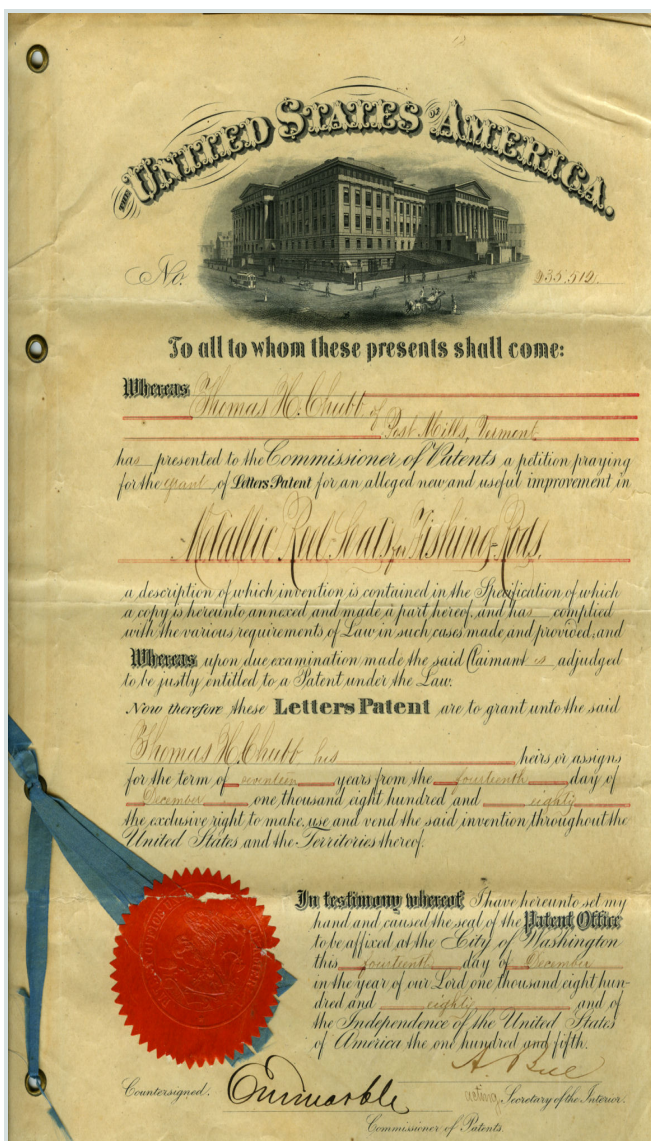 THE UNITED STATES OF AMERICA.
No. 235,512.
To all to whom these presents shall come:
Whereas Thomas H. Chubb of
Post Mills, Vermont,
has presented to the Commissioner of Patents a petition praying
for the grant of Letters Patent for an alleged new and useful improvement in
Metallic Reel-Seats for Fishing-Rods,
a description of which invention is contained in the Specification of which
a copy is hereunto annexed and made a part hereof, and has complied
with the various requirements of Law in such cases made and provided, and
Whereas upon due examination made the said Claimant is adjudged
to be justly entitled to a Patent under the Law.
Now therefore these Letters Patent are to grant unto the said
Thomas H. Chubb, his heirs or assigns
for the term of seventeen years from the fourteenth day of
December one thousand eight hundred and eighty
the exclusive right to make, use and vend the said invention throughout the
United States and the Territories thereof.
In testimony whereof I have hereunto set my
hand and caused the seal of the Patent Office
to be affixed at the City of Washington
this fourteenth day of December
in the year of our Lord one thousand eight hun-
dred and eighty and of
the Independence of the United States
of America the one hundred and fifth.
A. Bell
Countersigned. acting Secretary of the Interior.
Commissioner of Patents.